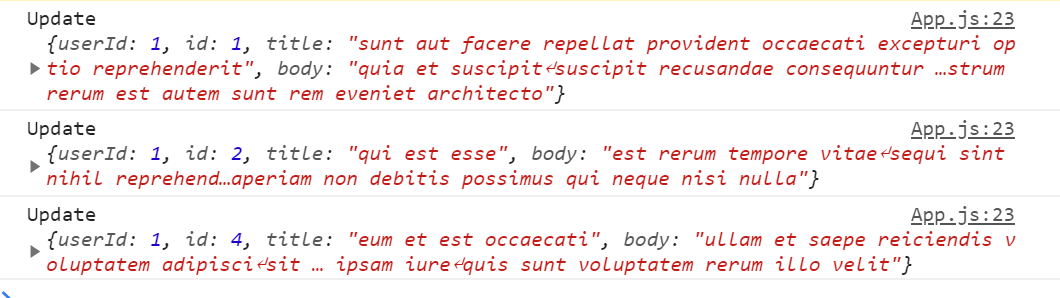 Update App.js:23
{userId: 1, id: 1, title: "sunt aut facere repellat provident occaecati excepturi op
tio reprehenderit", body: "quia et suscipit↵suscipit recusandae consequuntur …strum
rerum est autem sunt rem eveniet architecto"}
Update App.js:23
{userId: 1, id: 2, title: "qui est esse", body: "est rerum tempore vitae↵sequi sint
nihil reprehend…aperiam non debitis possimus qui neque nisi nulla"}
Update App.js:23
{userId: 1, id: 4, title: "eum et est occaecati", body: "ullam et saepe reiciendis v
oluptatem adipisci↵sit … ipsam iure↵quis sunt voluptatem rerum illo velit"}